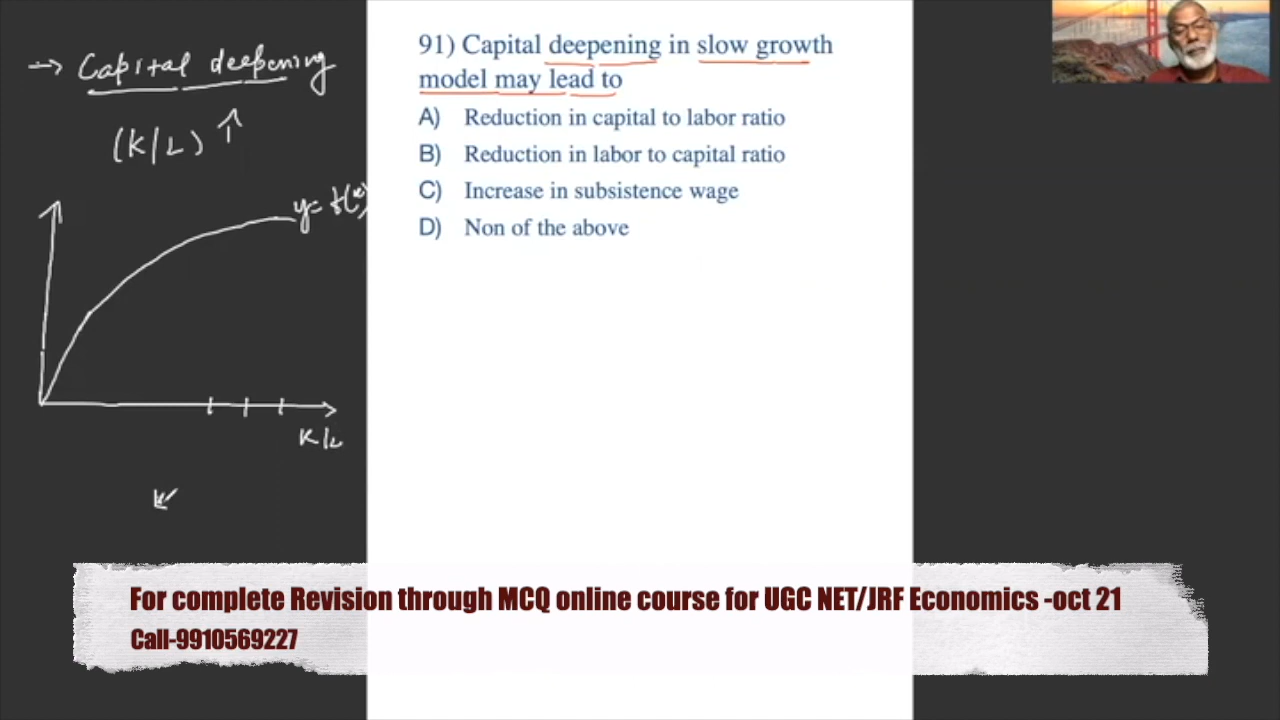 → Capital deepening
(K/L) ↑
y = f(k)
K/L
K
91) Capital deepening in slow growth
model may lead to
A) Reduction in capital to labor ratio
B) Reduction in labor to capital ratio
C) Increase in subsistence wage
D) Non of the above
For complete Revision through MCQ online course for UGC NET/JRF Economics -oct 21
Call-9910569227